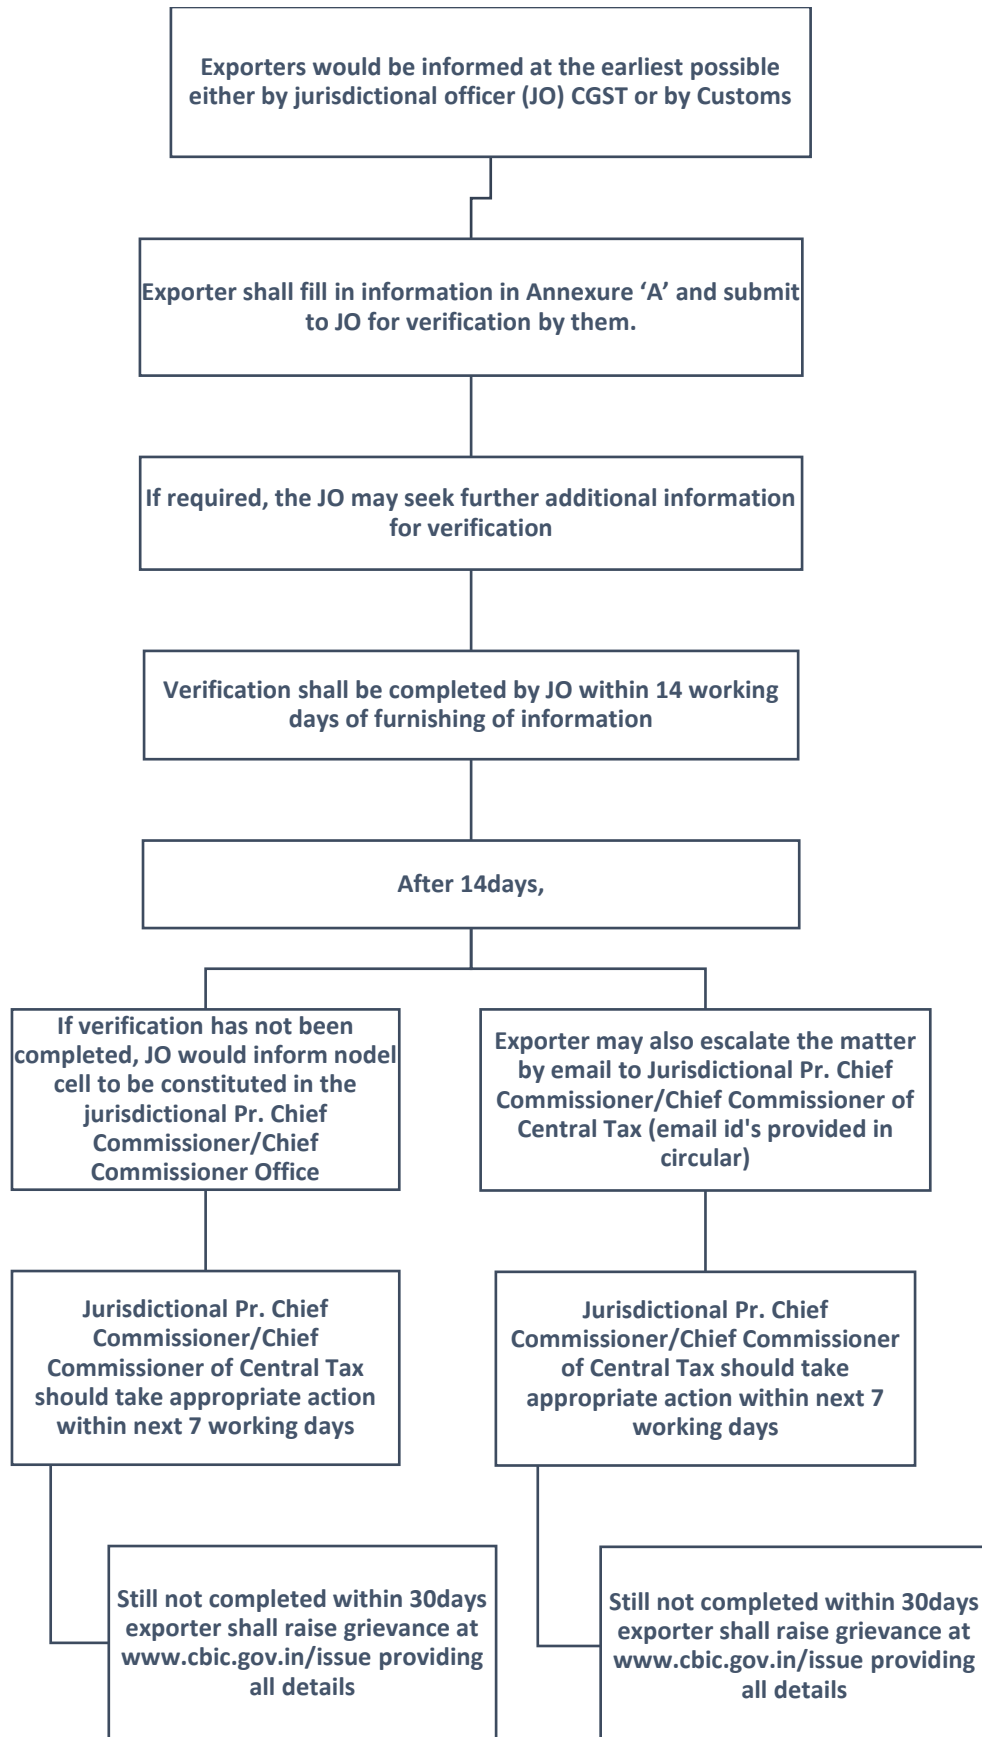 Exporters would be informed at the earliest possible
either by jurisdictional officer (JO) CGST or by Customs
Exporter shall fill in information in Annexure ‘A’ and submit
to JO for verification by them.
If required, the JO may seek further additional information
for verification
Verification shall be completed by JO within 14 working
days of furnishing of information
After 14days,
If verification has not been
completed, JO would inform nodel
cell to be constituted in the
jurisdictional Pr. Chief
Commissioner/Chief
Commissioner Office
Exporter may also escalate the matter
by email to Jurisdictional Pr. Chief
Commissioner/Chief Commissioner of
Central Tax (email id's provided in
circular)
Jurisdictional Pr. Chief
Commissioner/Chief
Commissioner of Central Tax
should take appropriate action
within next 7 working days
Jurisdictional Pr. Chief
Commissioner/Chief Commissioner
of Central Tax should take
appropriate action within next 7
working days
Still not completed within 30days
exporter shall raise grievance at
www.cbic.gov.in/issue providing
all details
Still not completed within 30days
exporter shall raise grievance at
www.cbic.gov.in/issue providing
all details